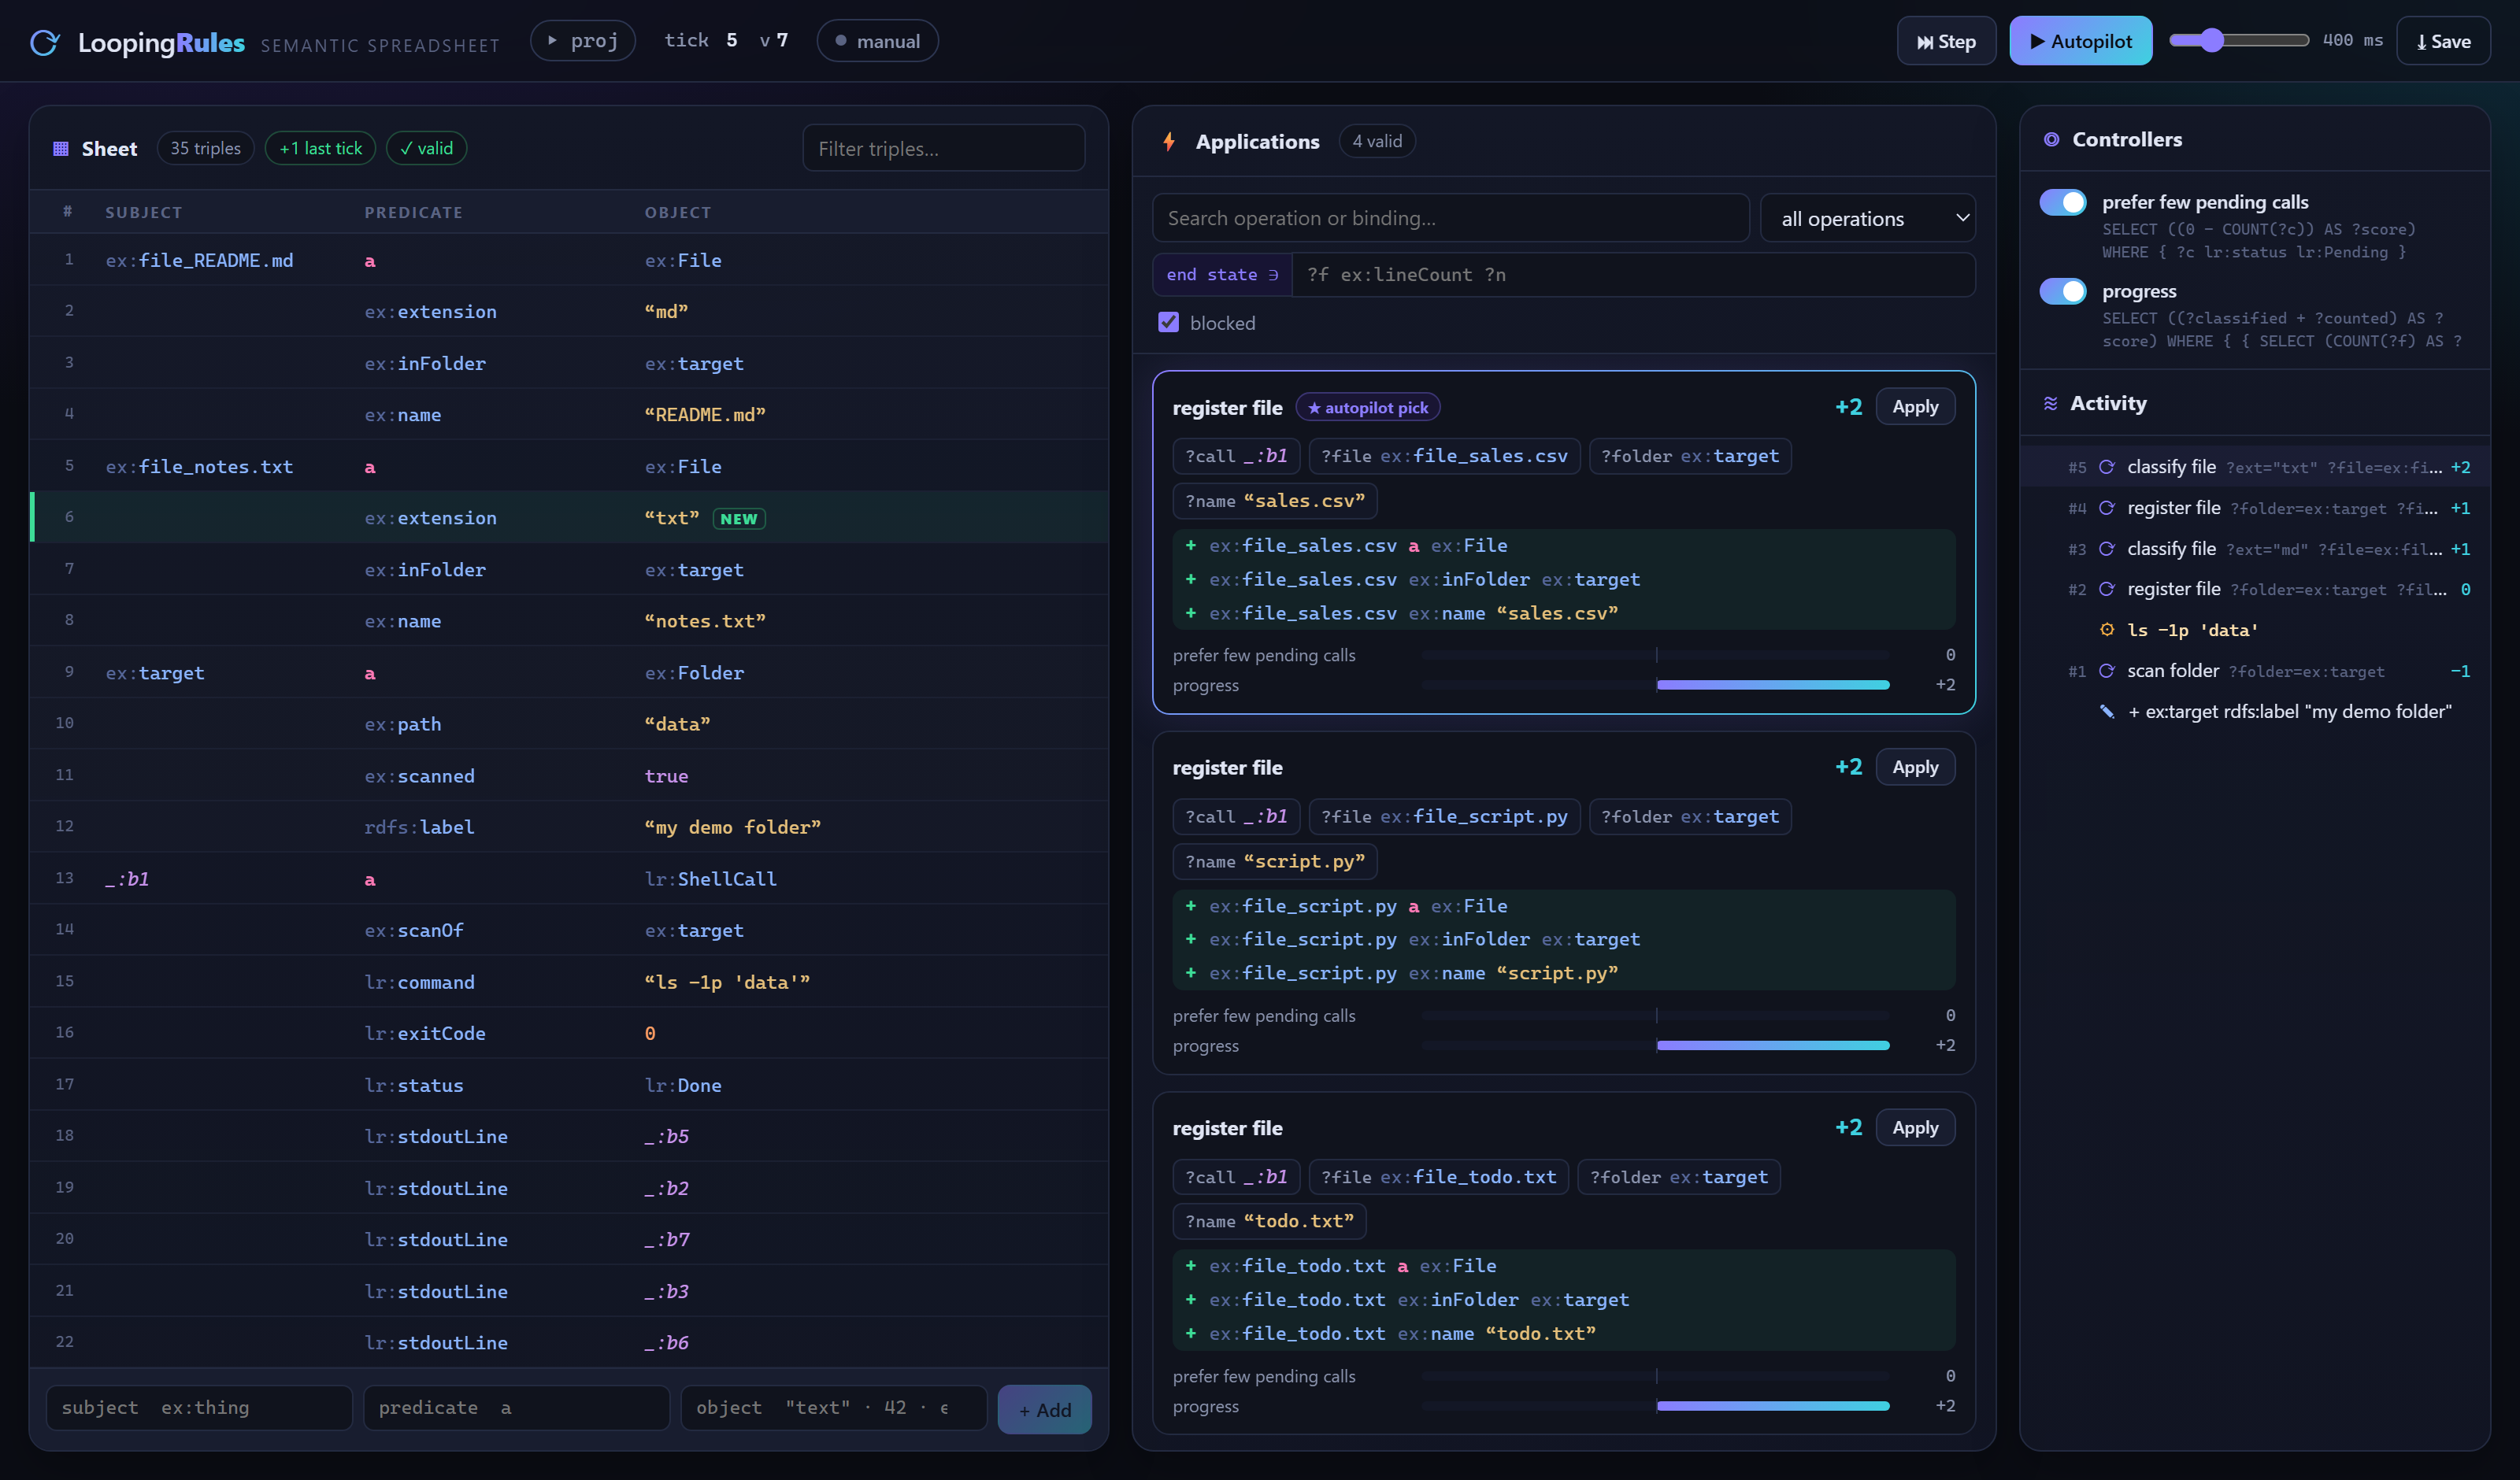 LoopingRules SEMANTIC SPREADSHEET ▸ proj tick 5 v 7 manual Step Autopilot 400 ms Save
Sheet 35 triples +1 last tick ✓ valid Filter triples...
# SUBJECT PREDICATE OBJECT
1 ex:file_README.md a ex:File
2 ex:extension “md”
3 ex:inFolder ex:target
4 ex:name “README.md”
5 ex:file_notes.txt a ex:File
6 ex:extension “txt” NEW
7 ex:inFolder ex:target
8 ex:name “notes.txt”
9 ex:target a ex:Folder
10 ex:path “data”
11 ex:scanned true
12 rdfs:label “my demo folder”
13 _:b1 a lr:ShellCall
14 ex:scanOf ex:target
15 lr:command “ls -1p 'data'”
16 lr:exitCode 0
17 lr:status lr:Done
18 lr:stdoutLine _:b5
19 lr:stdoutLine _:b2
20 lr:stdoutLine _:b7
21 lr:stdoutLine _:b3
22 lr:stdoutLine _:b6
subject ex:thing predicate a object "text" · 42 · e + Add
Applications 4 valid
Search operation or binding... all operations
end state ∋ ?f ex:lineCount ?n
blocked
register file ★ autopilot pick +2 Apply
?call _:b1 ?file ex:file_sales.csv ?folder ex:target
?name “sales.csv”
+ ex:file_sales.csv a ex:File
+ ex:file_sales.csv ex:inFolder ex:target
+ ex:file_sales.csv ex:name “sales.csv”
prefer few pending calls 0
progress +2
register file +2 Apply
?call _:b1 ?file ex:file_script.py ?folder ex:target
?name “script.py”
+ ex:file_script.py a ex:File
+ ex:file_script.py ex:inFolder ex:target
+ ex:file_script.py ex:name “script.py”
prefer few pending calls 0
progress +2
register file +2 Apply
?call _:b1 ?file ex:file_todo.txt ?folder ex:target
?name “todo.txt”
+ ex:file_todo.txt a ex:File
+ ex:file_todo.txt ex:inFolder ex:target
+ ex:file_todo.txt ex:name “todo.txt”
prefer few pending calls 0
progress +2
Controllers
prefer few pending calls
SELECT ((0 - COUNT(?c)) AS ?score)
WHERE { ?c lr:status lr:Pending }
progress
SELECT ((?classified + ?counted) AS ?
score) WHERE { { SELECT (COUNT(?f) AS ?
Activity
#5 classify file ?ext="txt" ?file=ex:fi... +2
#4 register file ?folder=ex:target ?fi... +1
#3 classify file ?ext="md" ?file=ex:fil... +1
#2 register file ?folder=ex:target ?fil... 0
ls -1p 'data'
#1 scan folder ?folder=ex:target −1
+ ex:target rdfs:label "my demo folder"